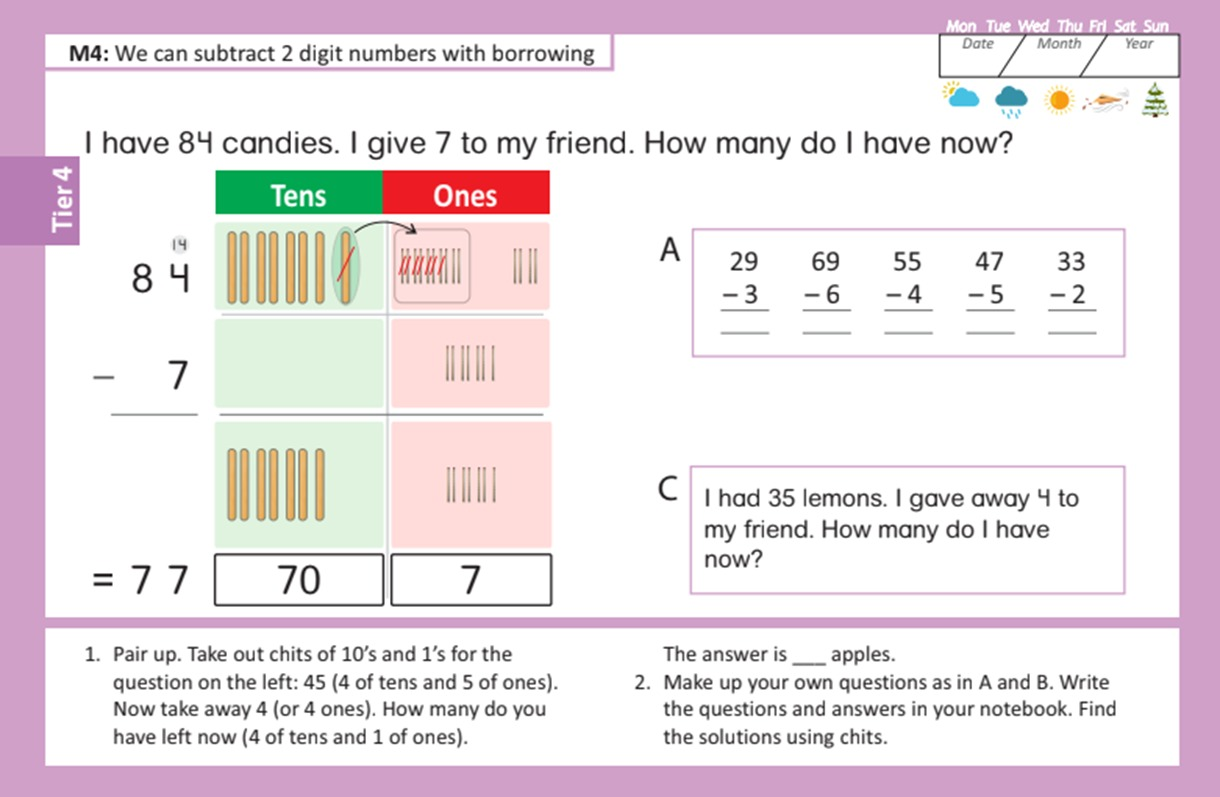 Mon Tue Wed Thu Fri Sat Sun
Date Month Year
M4: We can subtract 2 digit numbers with borrowing
I have 84 candies. I give 7 to my friend. How many do I have now?
Tier 4
Tens Ones
14
8 4
– 7
= 7 7 70 7
A
29 69 55 47 33
– 3 – 6 – 4 – 5 – 2
C
I had 35 lemons. I gave away 4 to
my friend. How many do I have
now?
1. Pair up. Take out chits of 10’s and 1’s for the
question on the left: 45 (4 of tens and 5 of ones).
Now take away 4 (or 4 ones). How many do you
have left now (4 of tens and 1 of ones).
The answer is ___ apples.
2. Make up your own questions as in A and B. Write
the questions and answers in your notebook. Find
the solutions using chits.